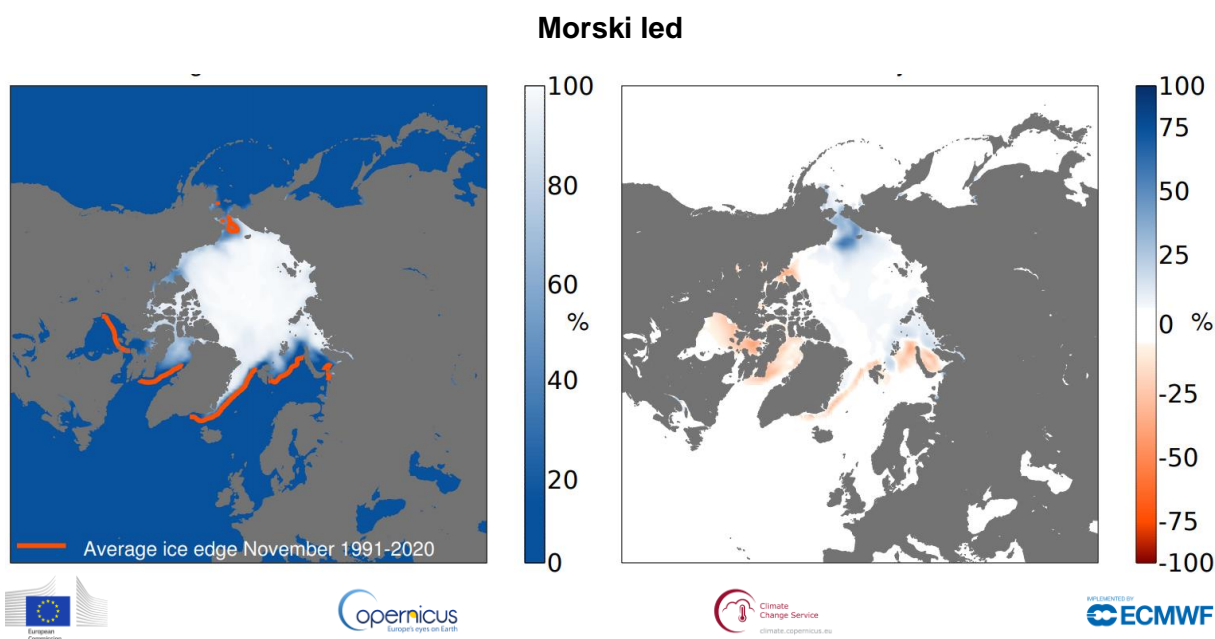 Morski led
100
80
60
%
40
20
0
Average ice edge November 1991-2020
100
75
50
25
0 %
-25
-50
-75
-100
European
Commission
opernicus
Europe's eyes on Earth
Climate
Change Service
climate.copernicus.eu
IMPLEMENTED BY
ECMWF